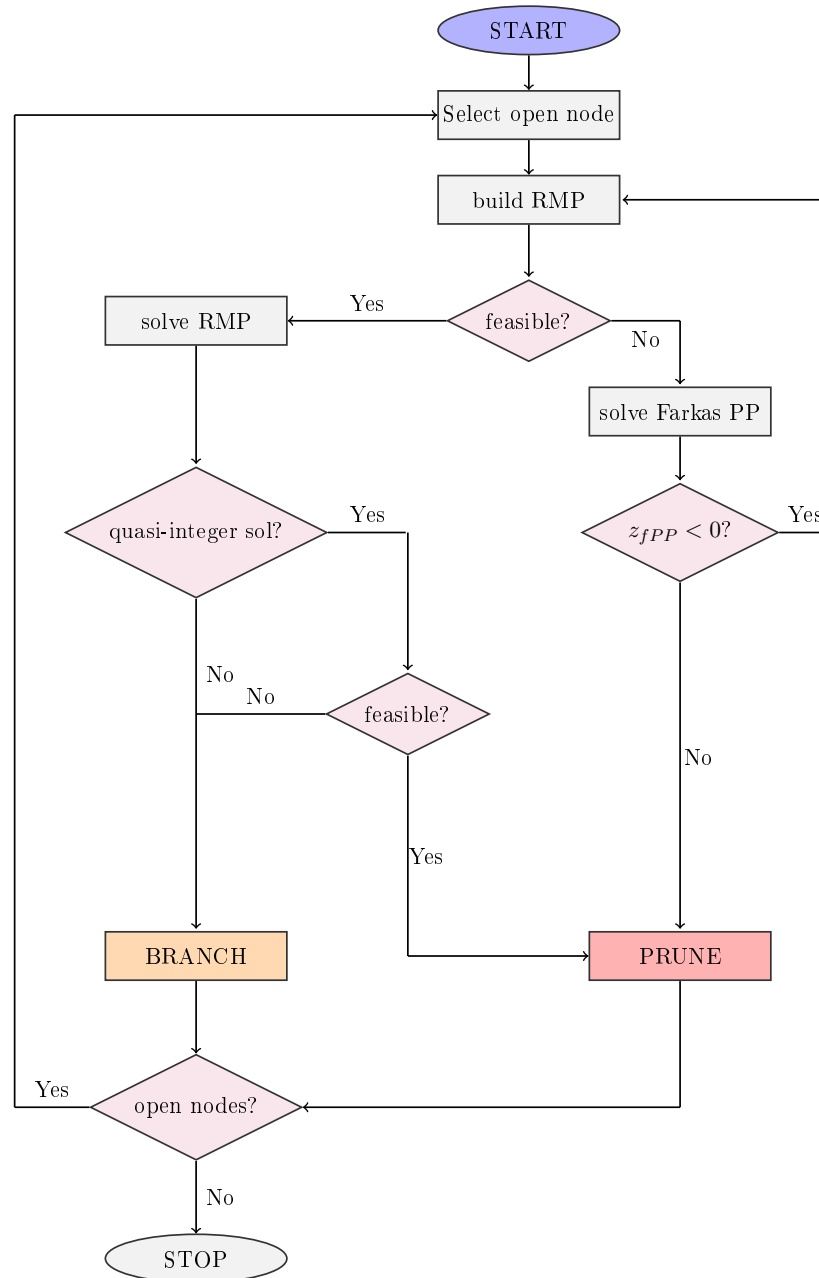 START
Select open node
build RMP
Yes
feasible?
solve RMP
No
solve Farkas PP
quasi-integer sol?
Yes
z_{fPP} < 0?
Yes
No
No
feasible?
No
Yes
BRANCH
PRUNE
Yes
open nodes?
No
STOP